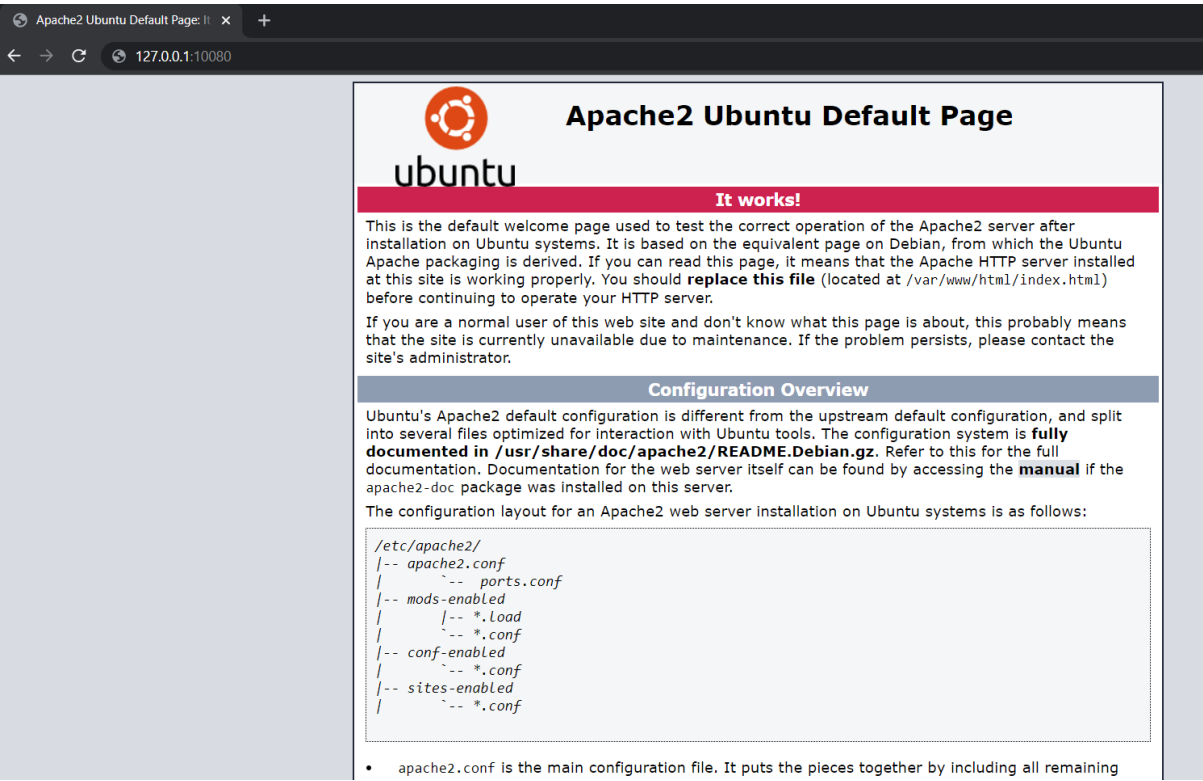 Apache2 Ubuntu Default Page: It
127.0.0.1:10080
ubuntu
Apache2 Ubuntu Default Page
It works!
This is the default welcome page used to test the correct operation of the Apache2 server after
installation on Ubuntu systems. It is based on the equivalent page on Debian, from which the Ubuntu
Apache packaging is derived. If you can read this page, it means that the Apache HTTP server installed
at this site is working properly. You should replace this file (located at /var/www/html/index.html)
before continuing to operate your HTTP server.
If you are a normal user of this web site and don't know what this page is about, this probably means
that the site is currently unavailable due to maintenance. If the problem persists, please contact the
site's administrator.
Configuration Overview
Ubuntu's Apache2 default configuration is different from the upstream default configuration, and split
into several files optimized for interaction with Ubuntu tools. The configuration system is fully
documented in /usr/share/doc/apache2/README.Debian.gz. Refer to this for the full
documentation. Documentation for the web server itself can be found by accessing the manual if the
apache2-doc package was installed on this server.
The configuration layout for an Apache2 web server installation on Ubuntu systems is as follows:
/etc/apache2/
|-- apache2.conf
|       `--  ports.conf
|-- mods-enabled
|       |-- *.load
|       `-- *.conf
|-- conf-enabled
|       `-- *.conf
|-- sites-enabled
|       `-- *.conf
• apache2.conf is the main configuration file. It puts the pieces together by including all remaining